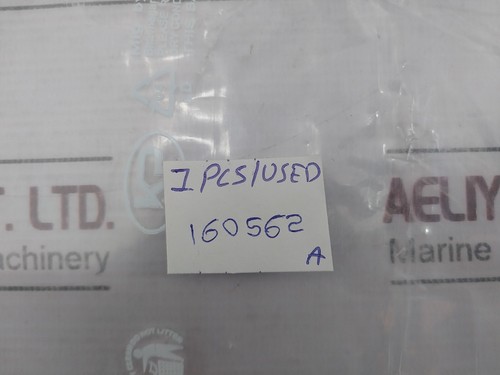 1 PCS/USED
160562
A
T. LTD.
achinery
AELIY
Marine